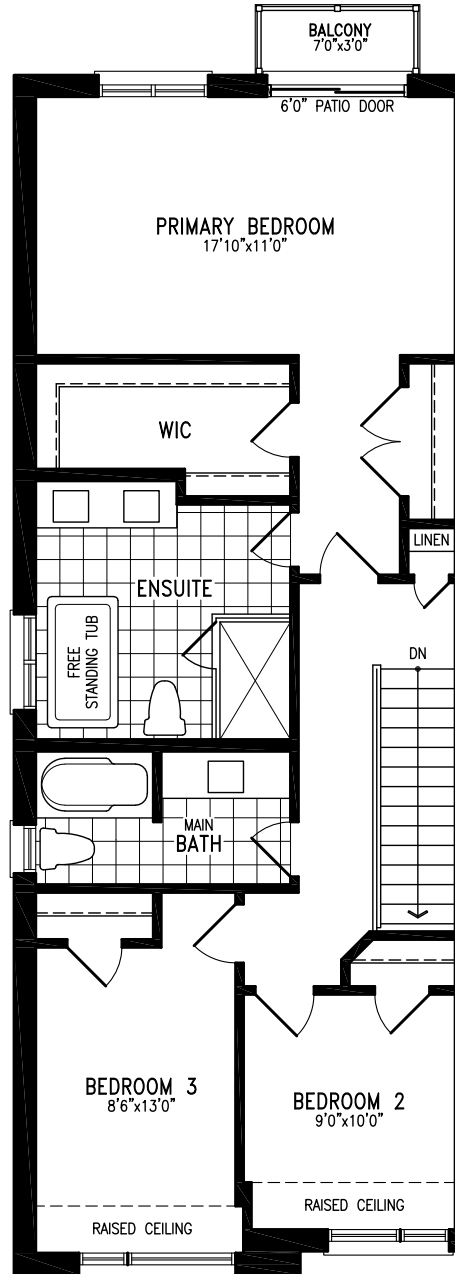 BALCONY
7'0"x3'0"
6'0" PATIO DOOR
PRIMARY BEDROOM
17'10"x11'0"
WIC
LINEN
ENSUITE
FREE
STANDING TUB
DN
MAIN
BATH
BEDROOM 3
8'6"x13'0"
BEDROOM 2
9'0"x10'0"
RAISED CEILING
RAISED CEILING